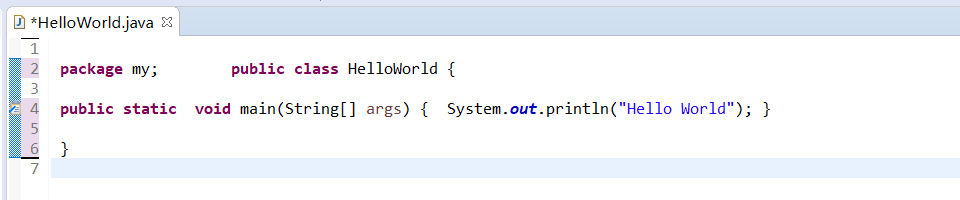 *HelloWorld.java
1
2 package my;        public class HelloWorld {
3
4 public static  void main(String[] args) {  System.out.println("Hello World"); }
5
6 }
7